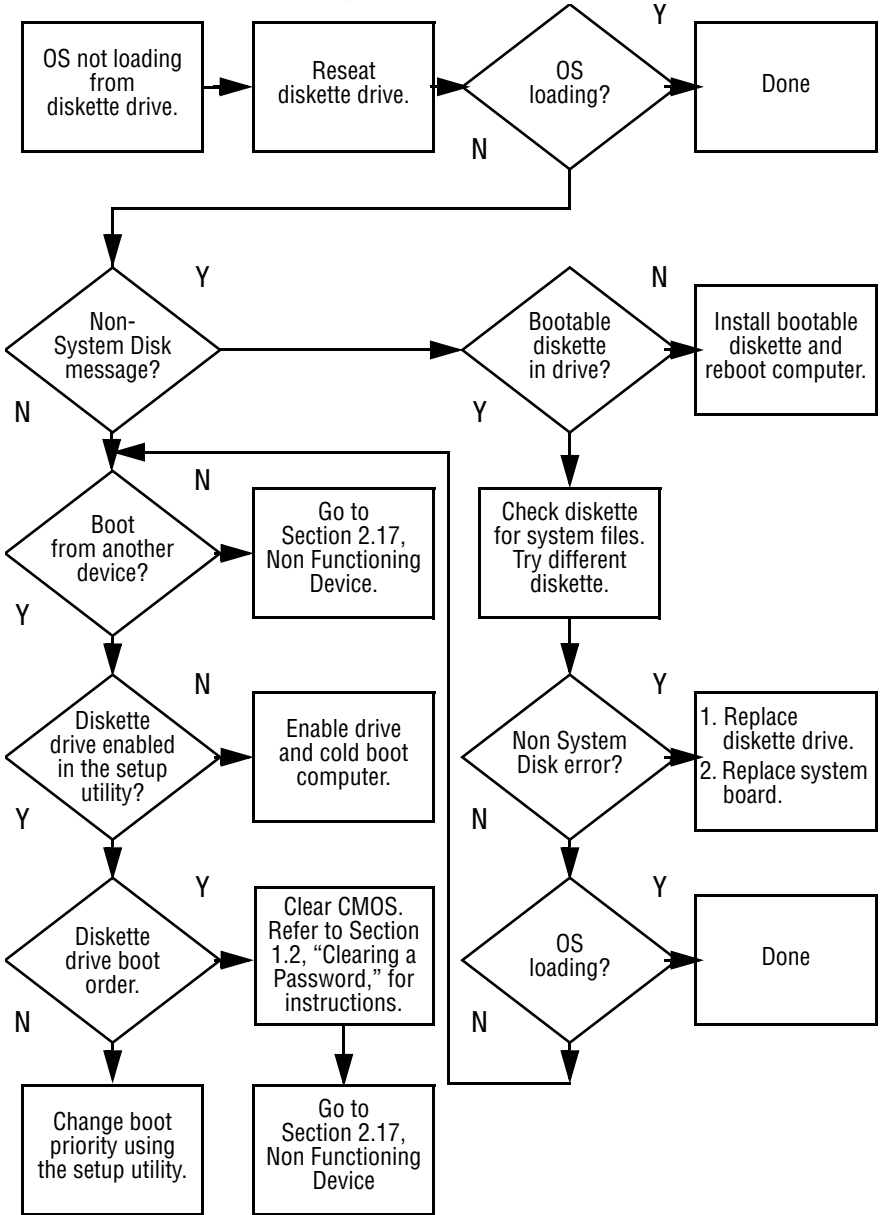 Y
OS not loading
from
diskette drive.
Reseat
diskette drive.
OS
loading?
Done
N
Y
Non-
System Disk
message?
N
N
Bootable
diskette
in drive?
Y
Install bootable
diskette and
reboot computer.
N
Boot
from another
device?
Y
Go to
Section 2.17,
Non Functioning
Device.
Check diskette
for system files.
Try different
diskette.
N
Diskette
drive enabled
in the setup
utility?
Y
Enable drive
and cold boot
computer.
Y
Non System
Disk error?
N
1. Replace
diskette drive.
2. Replace system
board.
Y
Diskette
drive boot
order.
N
Clear CMOS.
Refer to Section
1.2, “Clearing a
Password,” for
instructions.
Y
OS
loading?
N
Done
Change boot
priority using
the setup utility.
Go to
Section 2.17,
Non Functioning
Device